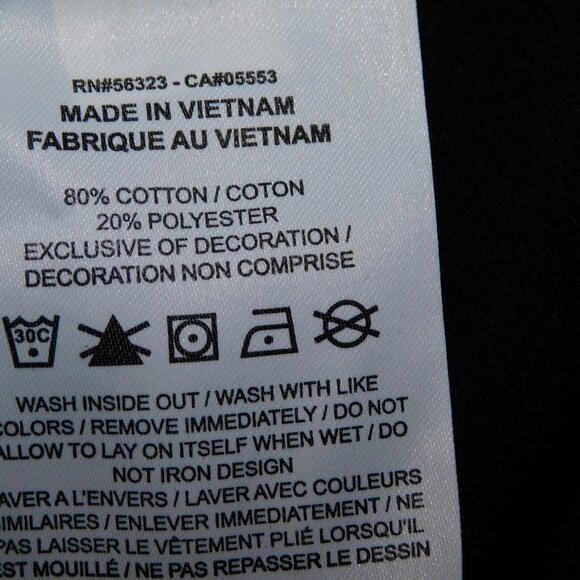 RN#56323 - CA#05553
MADE IN VIETNAM
FABRIQUE AU VIETNAM
80% COTTON / COTON
20% POLYESTER
EXCLUSIVE OF DECORATION /
DECORATION NON COMPRISE
30C
WASH INSIDE OUT / WASH WITH LIKE
COLORS / REMOVE IMMEDIATELY / DO NOT
ALLOW TO LAY ON ITSELF WHEN WET / DO
NOT IRON DESIGN
LAVER A L'ENVERS / LAVER AVEC COULEURS
SIMILAIRES / ENLEVER IMMEDIATEMENT / NE
PAS LAISSER LE VÊTEMENT PLIÉ LORSQU'IL
EST MOUILLÉ / NE PAS REPASSER LE DESSIN